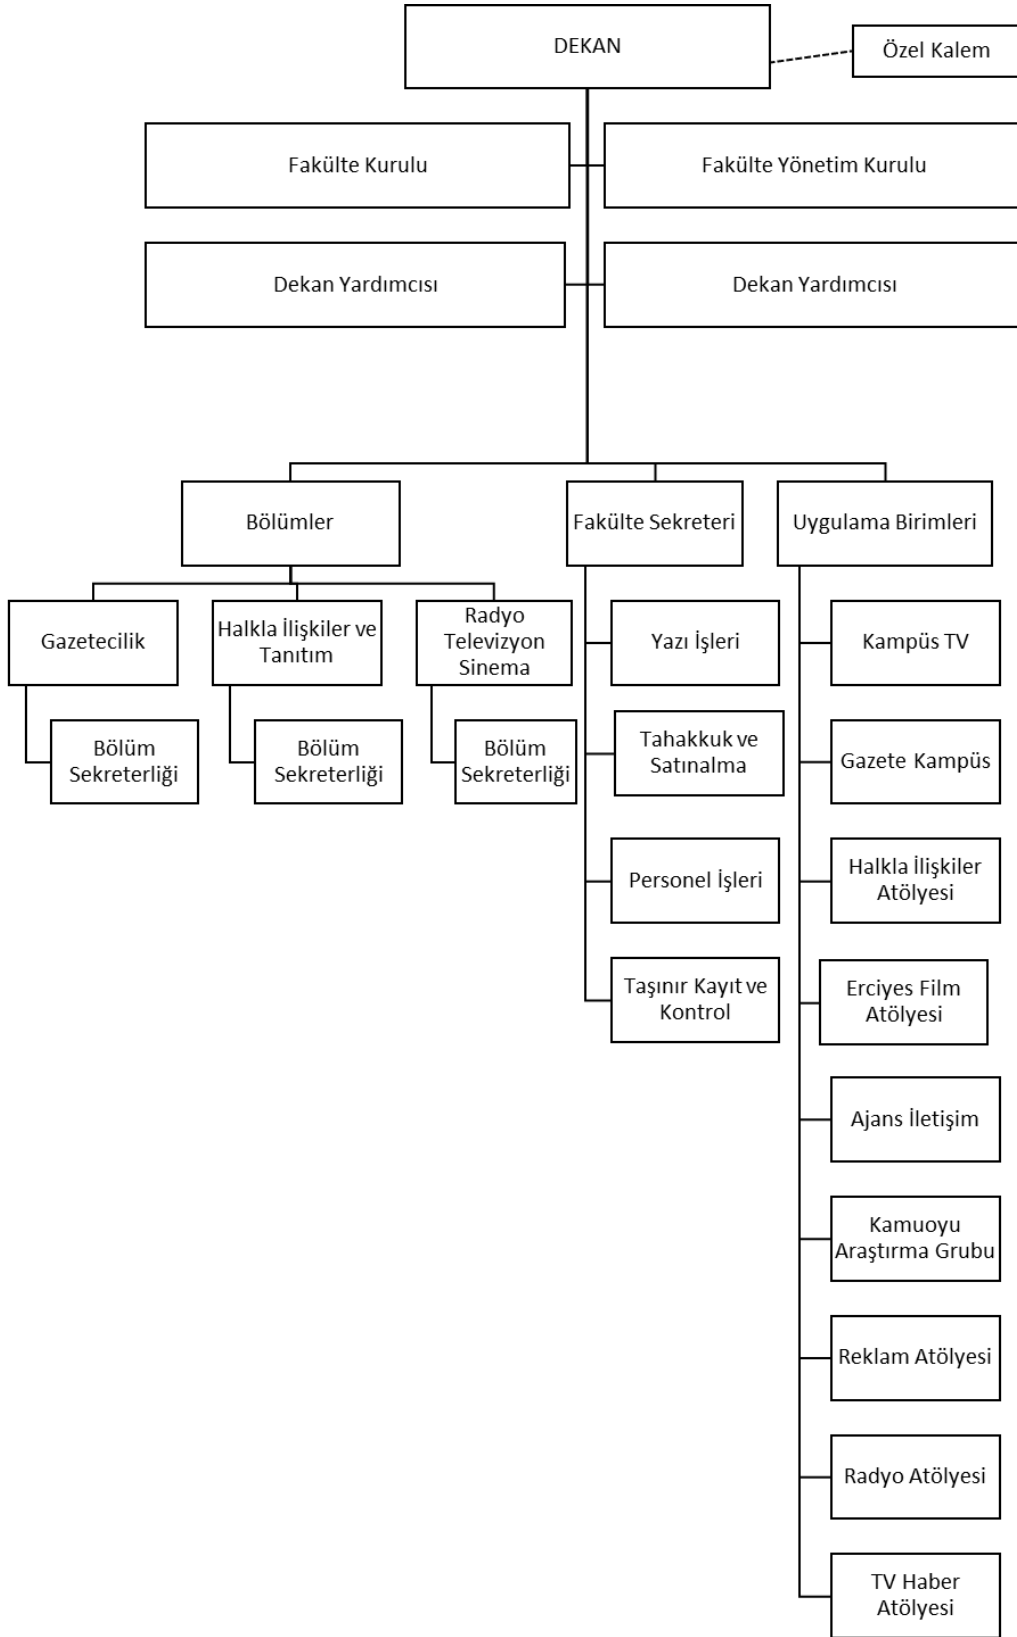 DEKAN
Özel Kalem
Fakülte Kurulu
Fakülte Yönetim Kurulu
Dekan Yardımcısı
Dekan Yardımcısı
Bölümler
Fakülte Sekreteri
Uygulama Birimleri
Gazetecilik
Halkla İlişkiler ve
Tanıtım
Radyo
Televizyon
Sinema
Bölüm
Sekreterliği
Bölüm
Sekreterliği
Bölüm
Sekreterliği
Yazı İşleri
Tahakkuk ve
Satınalma
Personel İşleri
Taşınır Kayıt ve
Kontrol
Kampüs TV
Gazete Kampüs
Halkla İlişkiler
Atölyesi
Erciyes Film
Atölyesi
Ajans İletişim
Kamuoyu
Araştırma Grubu
Reklam Atölyesi
Radyo Atölyesi
TV Haber
Atölyesi